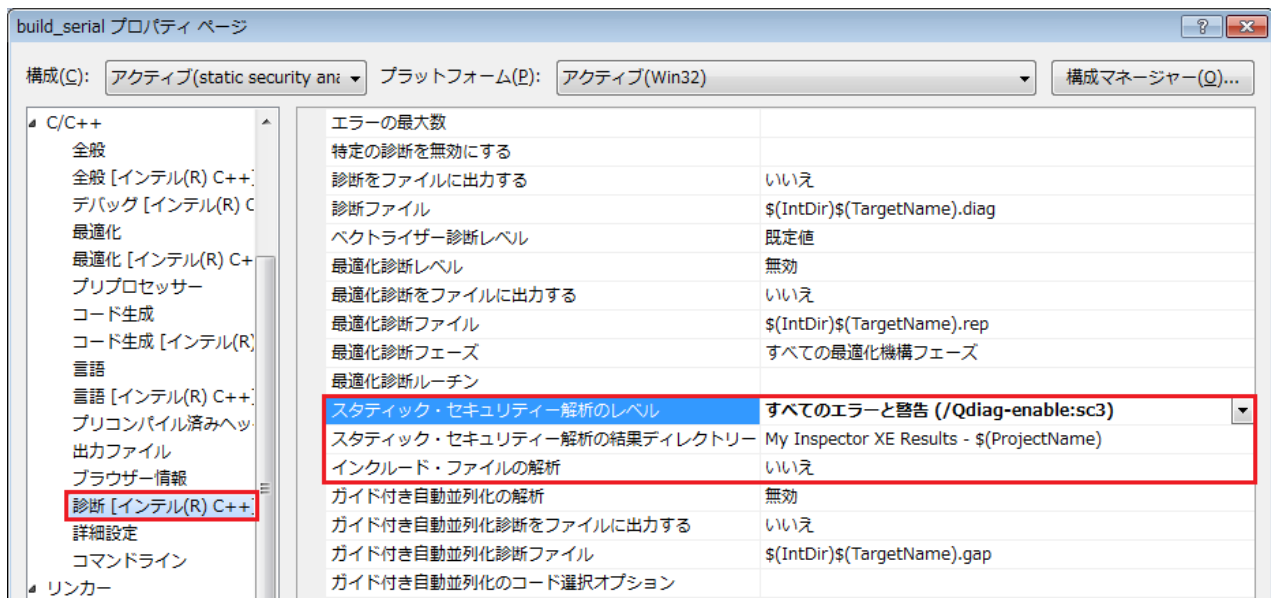 build_serial プロパティ ページ
構成(C): アクティブ(static security ana プラットフォーム(P): アクティブ(Win32) 構成マネージャー(O)...
C/C++
全般
全般 [インテル(R) C++]
デバッグ [インテル(R) C
最適化
最適化 [インテル(R) C+
プリプロセッサー
コード生成
コード生成 [インテル(R)
言語
言語 [インテル(R) C++]
プリコンパイル済みヘッ
出力ファイル
ブラウザー情報
診断 [インテル(R) C++]
詳細設定
コマンドライン
リンカー
エラーの最大数
特定の診断を無効にする
診断をファイルに出力する いいえ
診断ファイル $(IntDir)$(TargetName).diag
ベクトライザー診断レベル 既定値
最適化診断レベル 無効
最適化診断をファイルに出力する いいえ
最適化診断ファイル $(IntDir)$(TargetName).rep
最適化診断フェーズ すべての最適化機構フェーズ
最適化診断ルーチン
スタティック・セキュリティー解析のレベル すべてのエラーと警告 (/Qdiag-enable:sc3)
スタティック・セキュリティー解析の結果ディレクトリー My Inspector XE Results - $(ProjectName)
インクルード・ファイルの解析 いいえ
ガイド付き自動並列化の解析 無効
ガイド付き自動並列化診断をファイルに出力する いいえ
ガイド付き自動並列化診断ファイル $(IntDir)$(TargetName).gap
ガイド付き自動並列化のコード選択オプション